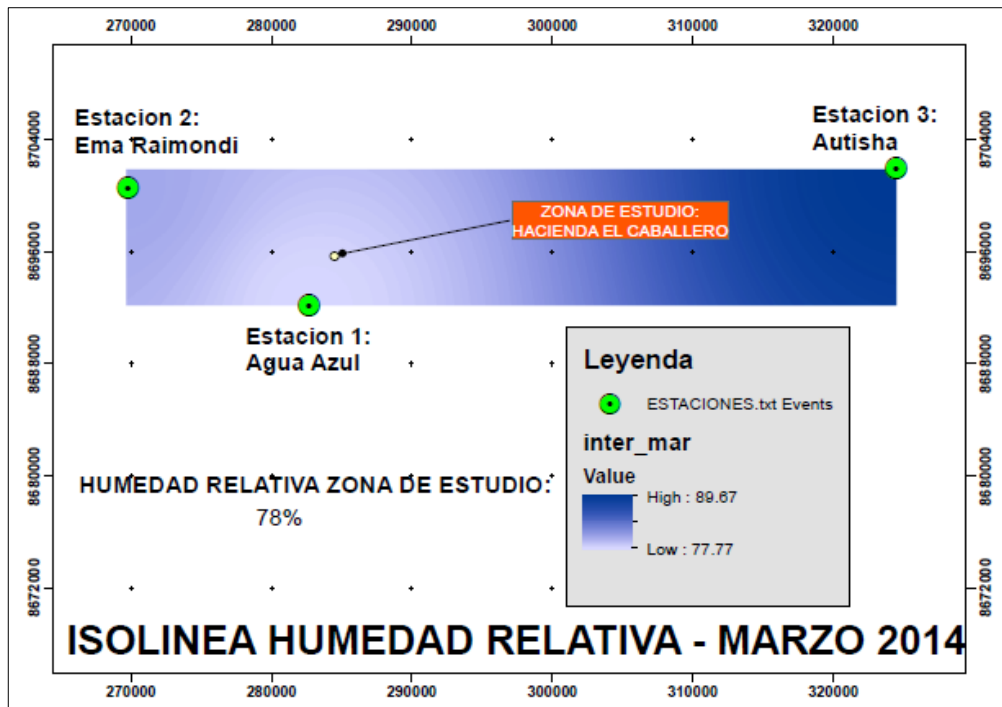 270000 280000 290000 300000 310000 320000
Estacion 2:
Ema Raimondi
Estacion 3:
Autisha
8704000
8704000
ZONA DE ESTUDIO:
HACIENDA EL CABALLERO
8696000
8696000
Estacion 1:
Agua Azul
8688000
8688000
Leyenda
ESTACIONES.txt Events
inter_mar
Value
High : 89.67
Low : 77.77
HUMEDAD RELATIVA ZONA DE ESTUDIO:
78%
8680000
8680000
8672000
8672000
ISOLINEA HUMEDAD RELATIVA - MARZO 2014
270000 280000 290000 300000 310000 320000